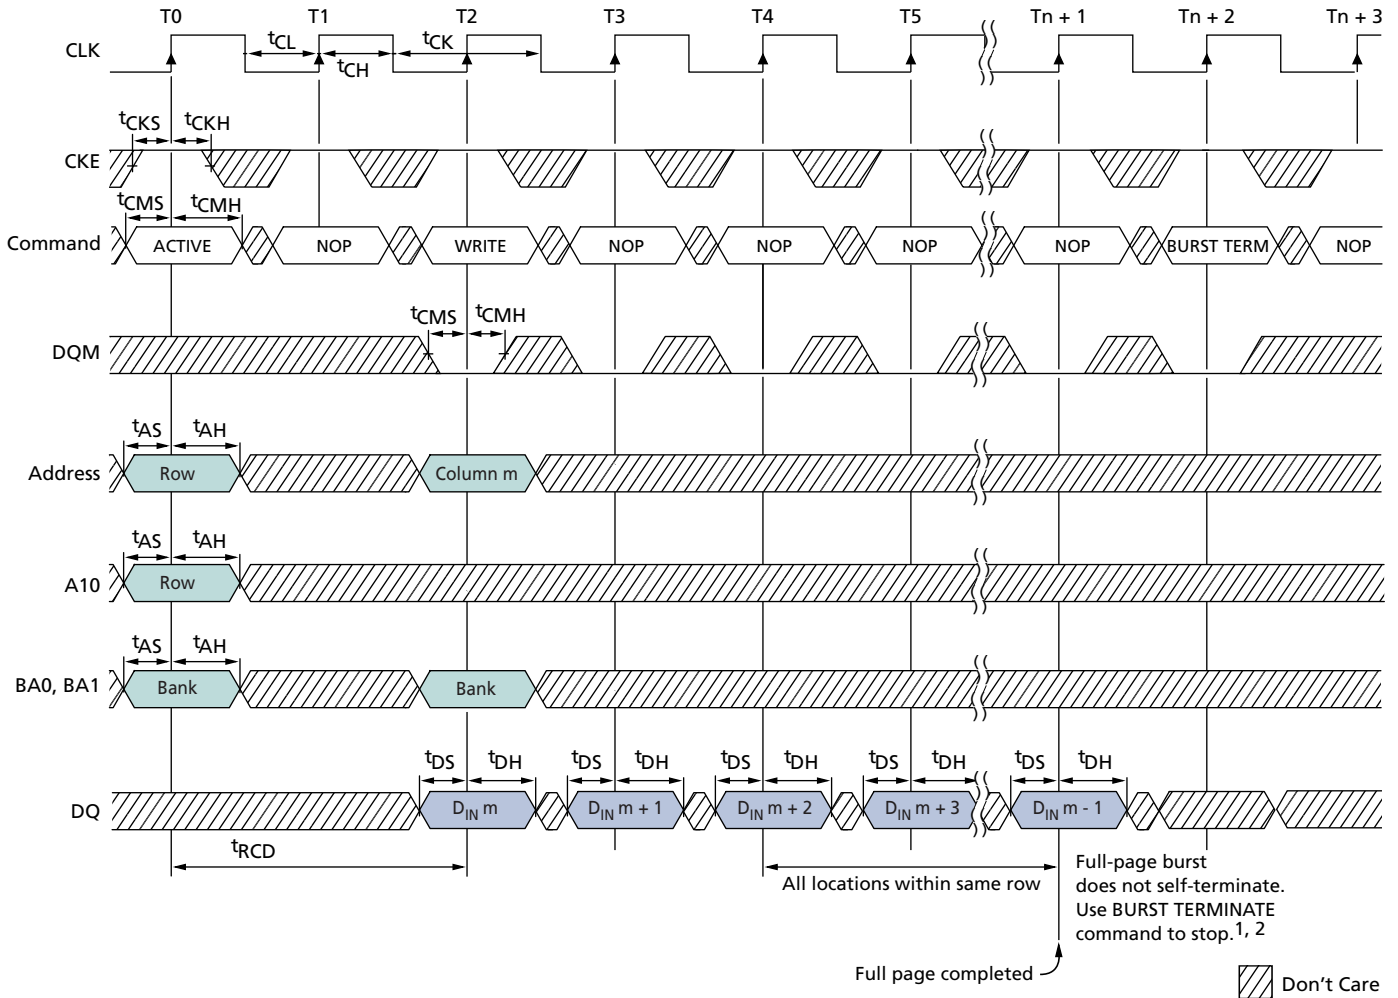 T0 T1 T2 T3 T4 T5 Tn + 1 Tn + 2 Tn + 3
CLK tCL tCH tCK
tCKS tCKH
CKE
tCMS tCMH
Command ACTIVE NOP WRITE NOP NOP NOP NOP BURST TERM NOP
tCMS tCMH
DQM
tAS tAH
Address Row Column m
tAS tAH
A10 Row
tAS tAH
BA0, BA1 Bank Bank
tDS tDH tDS tDH tDS tDH tDS tDH tDS tDH
DQ DIN m DIN m + 1 DIN m + 2 DIN m + 3 DIN m - 1
tRCD
All locations within same row
Full-page burst
does not self-terminate.
Use BURST TERMINATE
command to stop.1, 2
Full page completed
Don't Care